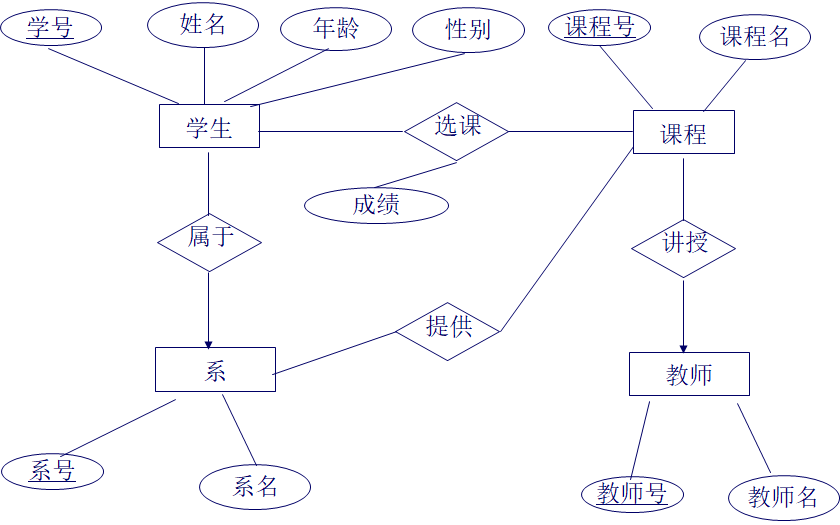 学号
姓名
年龄
性别
课程号
课程名
学生
选课
课程
成绩
属于
讲授
提供
系
教师
系号
系名
教师号
教师名